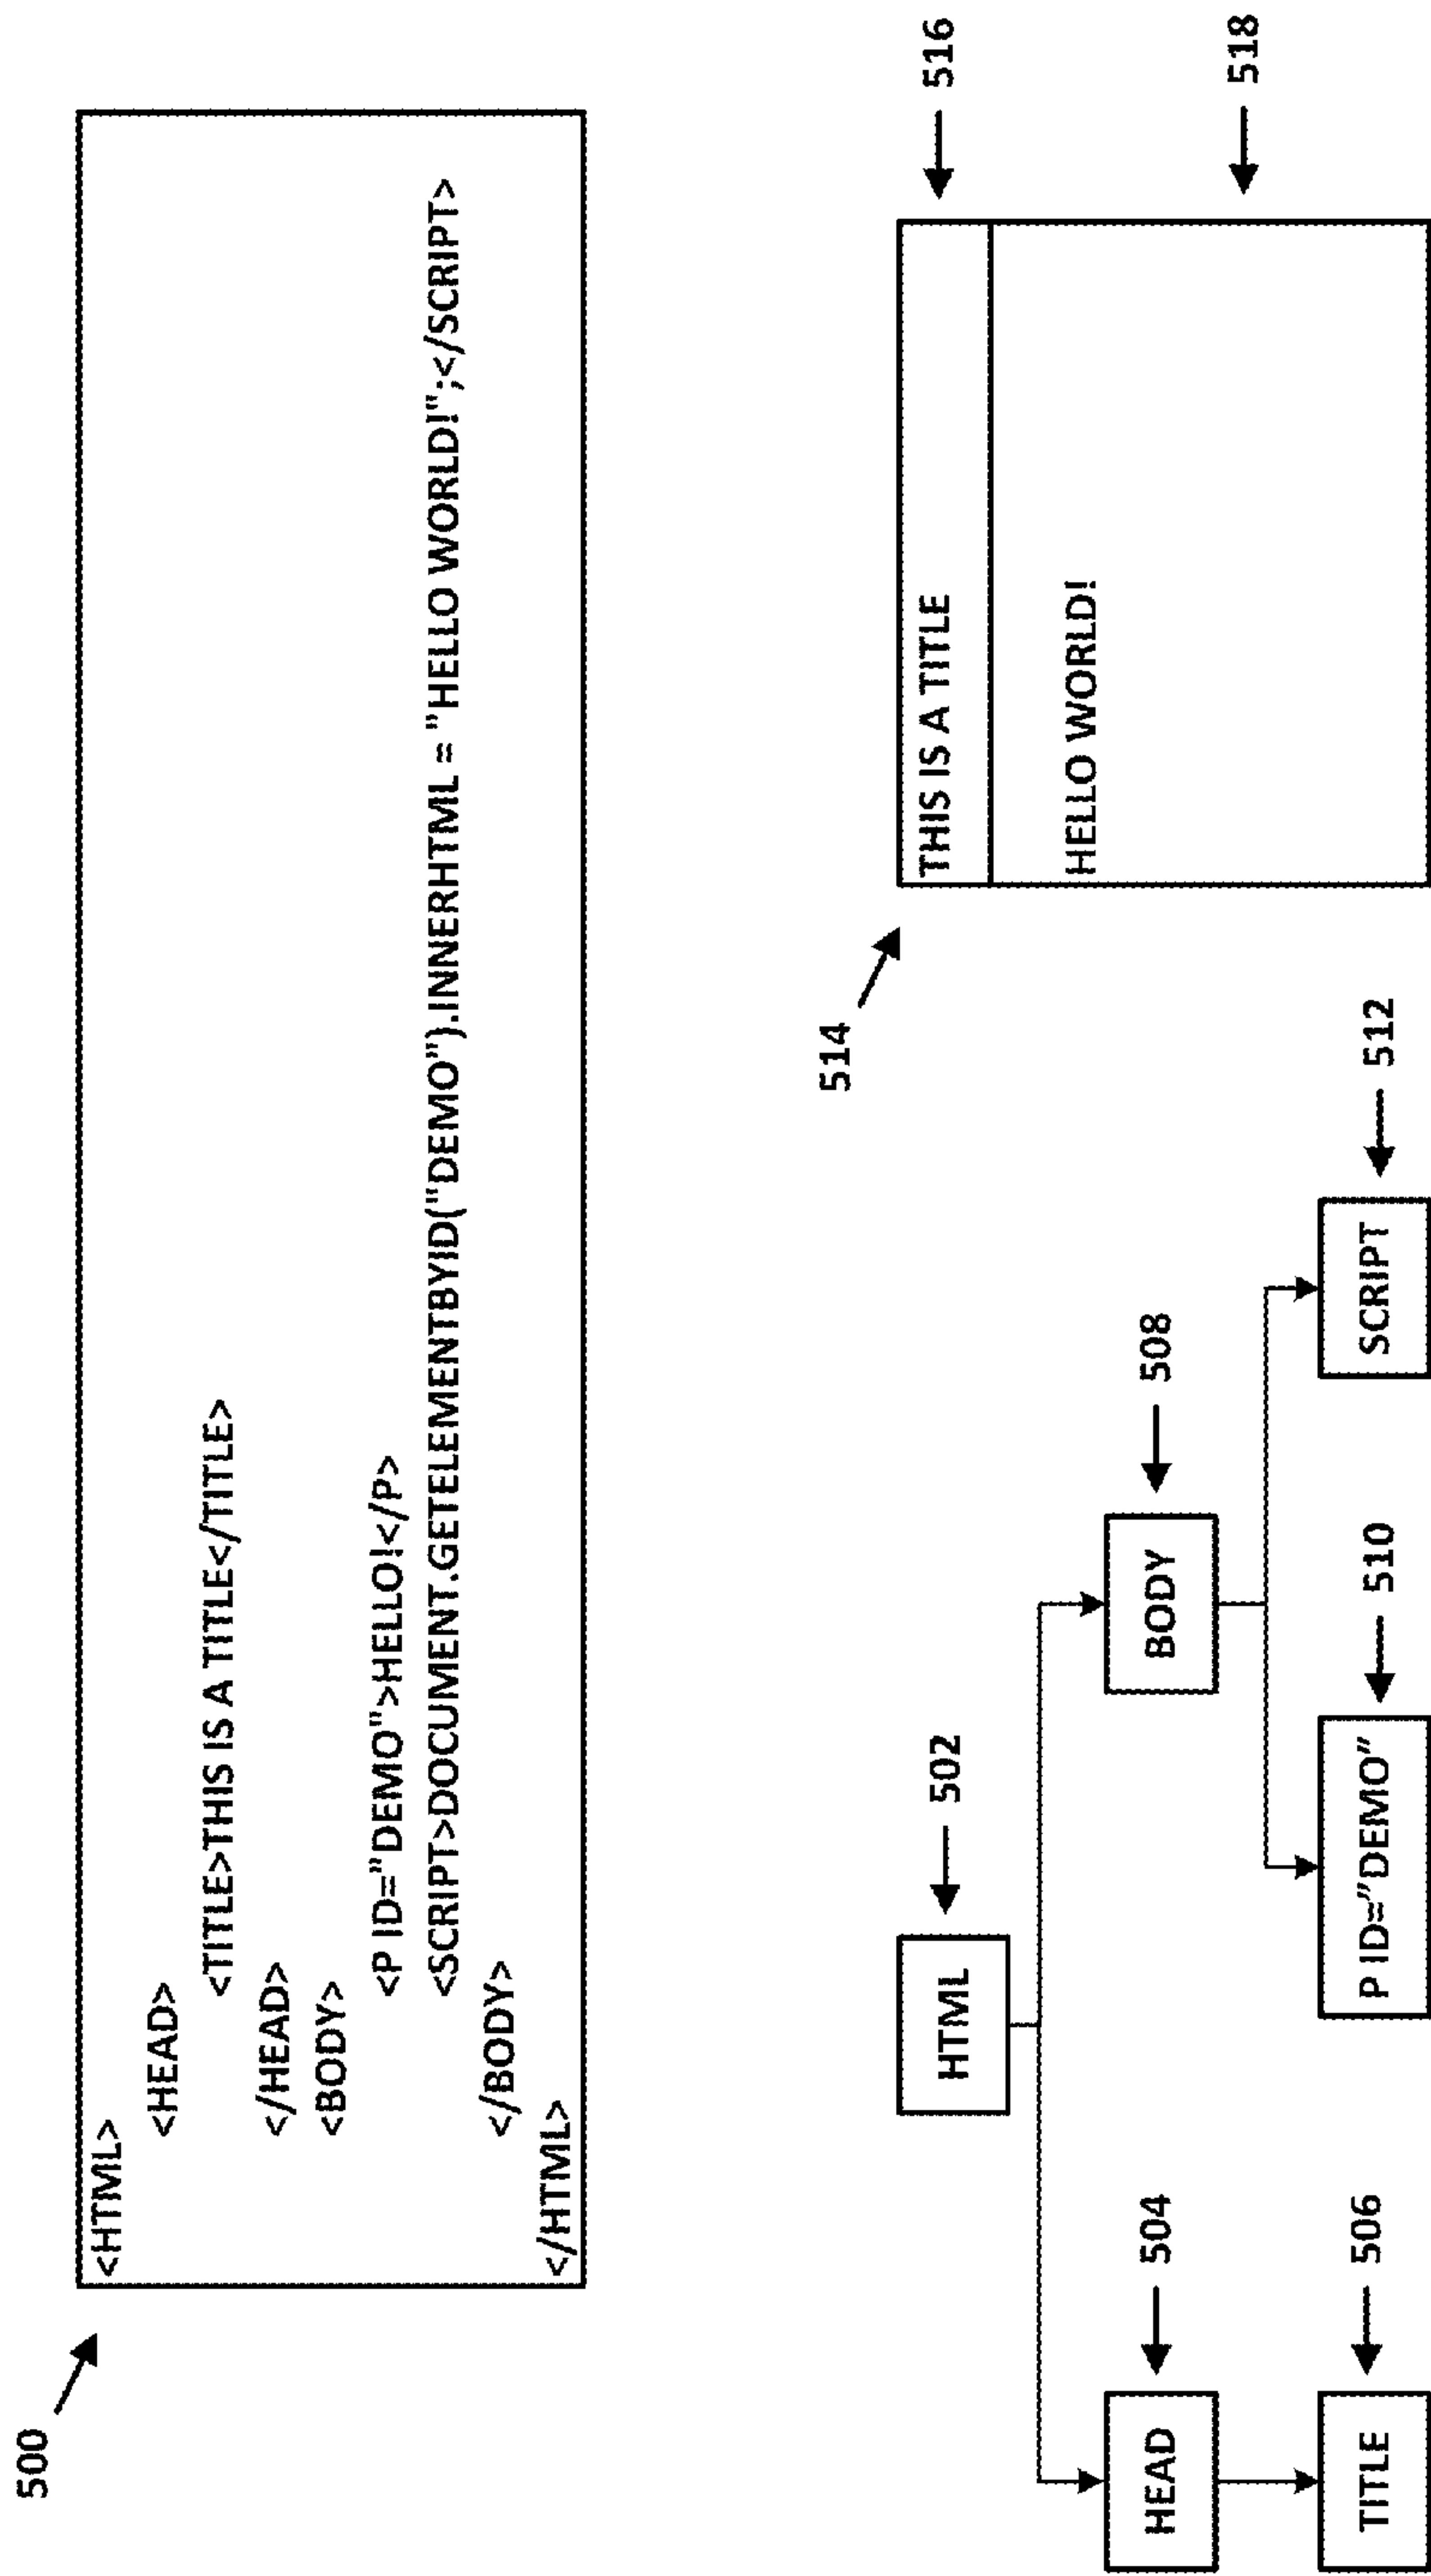 500
<HTML>
<HEAD>
<TITLE>THIS IS A TITLE</TITLE>
</HEAD>
<BODY>
<P ID="DEMO">HELLO!</P>
<SCRIPT>DOCUMENT.GETELEMENTBYID("DEMO").INNERHTML = "HELLO WORLD!";</SCRIPT>
</BODY>
</HTML>
HTML
502
HEAD
504
BODY
508
TITLE
506
P ID="DEMO"
510
SCRIPT
512
514
THIS IS A TITLE
516
HELLO WORLD!
518